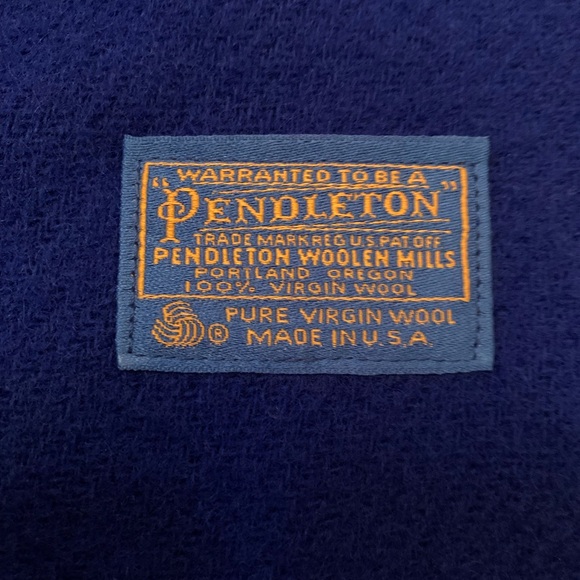 WARRANTED TO BE A
"PENDLETON"
TRADE MARK REG U.S. PAT. OFF
PENDLETON WOOLEN MILLS
PORTLAND OREGON
100% VIRGIN WOOL
® PURE VIRGIN WOOL
MADE IN U.S.A.